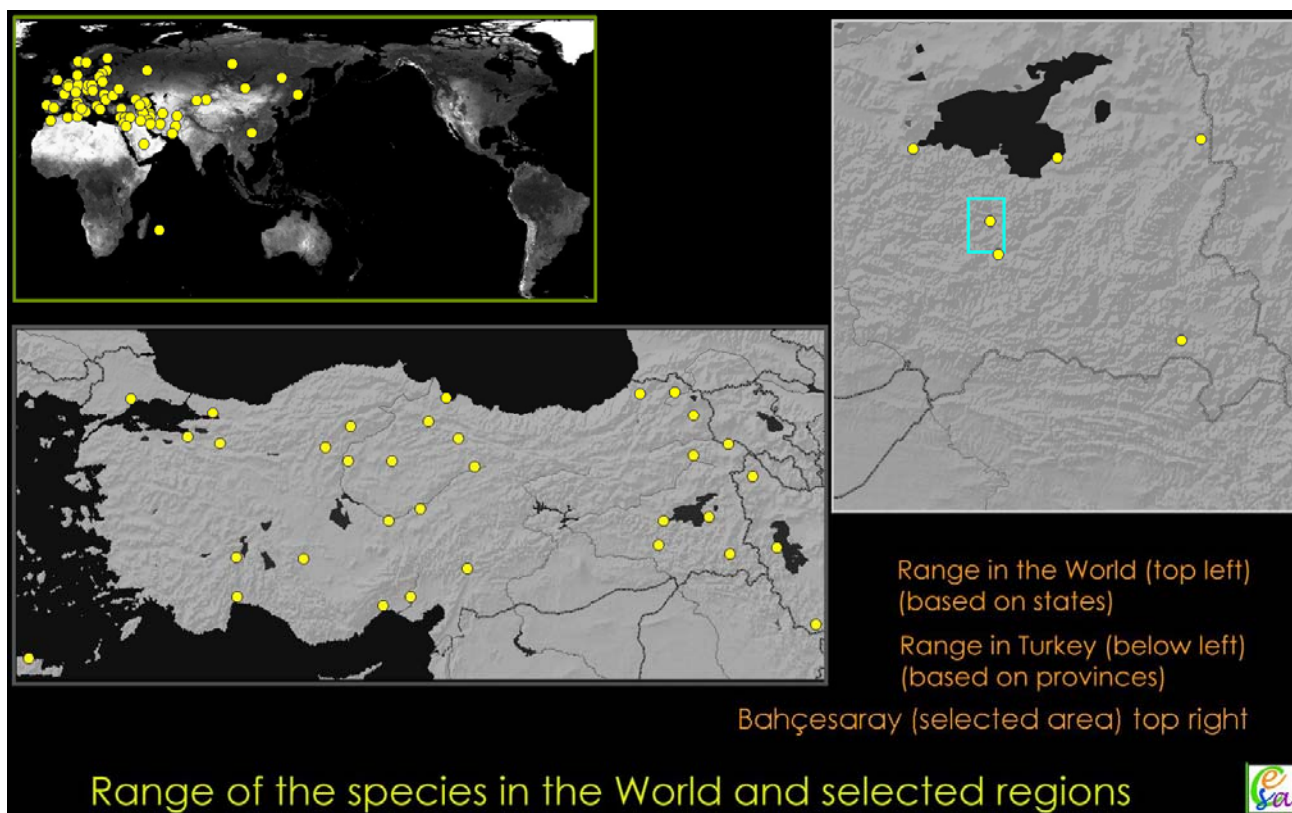 Range in the World (top left)
(based on states)
Range in Turkey (below left)
(based on provinces)
Bahçesaray (selected area) top right
Range of the species in the World and selected regions
esa